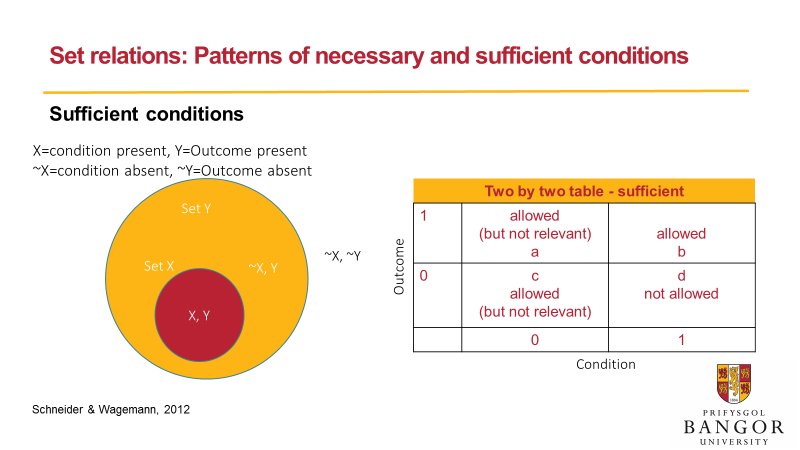 Set relations: Patterns of necessary and sufficient conditions
Sufficient conditions
X=condition present, Y=Outcome present
~X=condition absent, ~Y=Outcome absent
Set Y
Set X
~X, Y
X, Y
~X, ~Y
Two by two table - sufficient
Outcome
1
allowed
(but not relevant)
a
allowed
b
0
c
allowed
(but not relevant)
d
not allowed
0
1
Condition
Schneider & Wagemann, 2012
PRIFYSGOL
BANGOR
UNIVERSITY